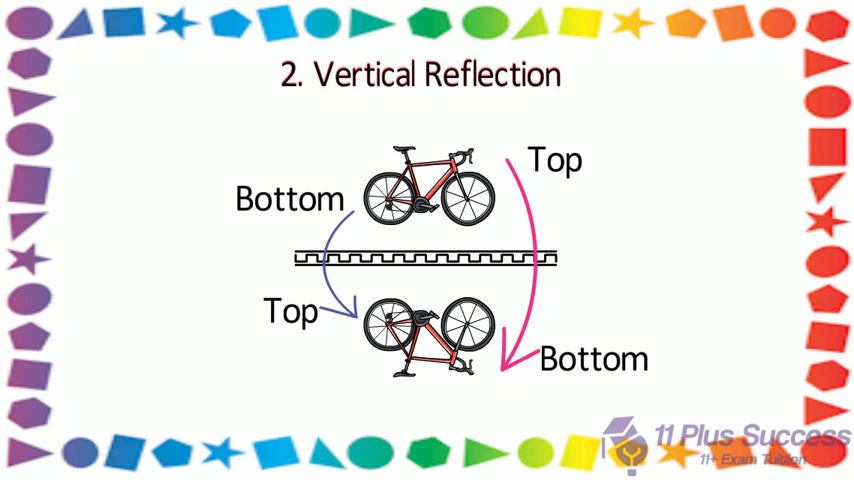 2. Vertical Reflection
Top
Bottom
Top
Bottom
11 Plus Success
11+ Exam Tuition